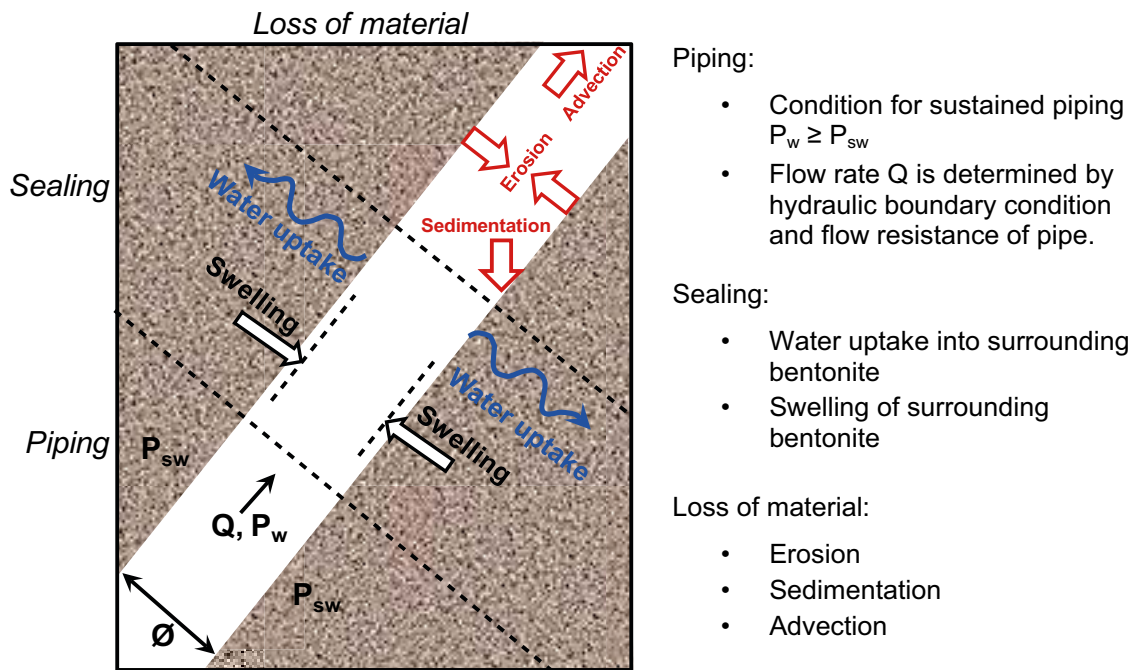 Loss of material
Advection
Erosion
Sedimentation
Sealing
Water uptake
Swelling
Water uptake
Swelling
Piping
Psw
Q, Pw
Psw
Ø
Piping:
• Condition for sustained piping
Pw ≥ Psw
• Flow rate Q is determined by
hydraulic boundary condition
and flow resistance of pipe.
Sealing:
• Water uptake into surrounding
bentonite
• Swelling of surrounding
bentonite
Loss of material:
• Erosion
• Sedimentation
• Advection